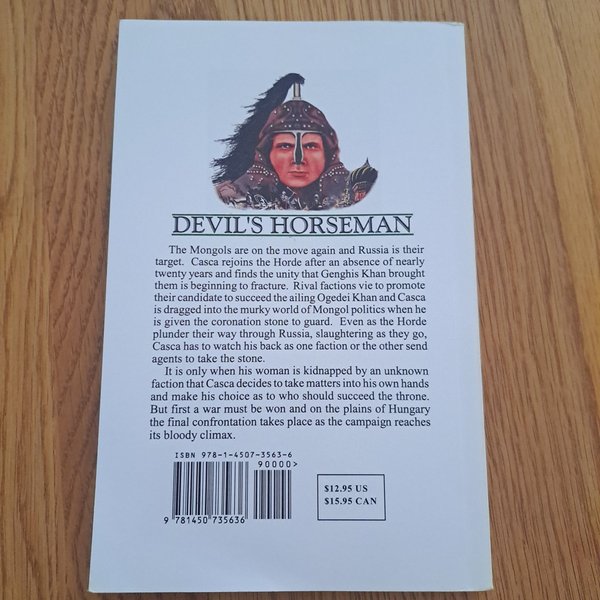 DEVIL'S HORSEMAN
The Mongols are on the move again and Russia is their
target. Casca rejoins the Horde after an absence of nearly
twenty years and finds the unity that Genghis Khan brought
them is beginning to fracture. Rival factions vie to promote
their candidate to succeed the ailing Ogedei Khan and Casca
is dragged into the murky world of Mongol politics when he
is given the coronation stone to guard. Even as the Horde
plunder their way through Russia, slaughtering as they go,
Casca has to watch his back as one faction or the other send
agents to take the stone.
It is only when his woman is kidnapped by an unknown
faction that Casca decides to take matters into his own hands
and make his choice as to who should succeed the throne.
But first a war must be won and on the plains of Hungary
the final confrontation takes place as the campaign reaches
its bloody climax.
ISBN 978-1-4507-3563-6
90000>
9 781450 735636
$12.95 US
$15.95 CAN